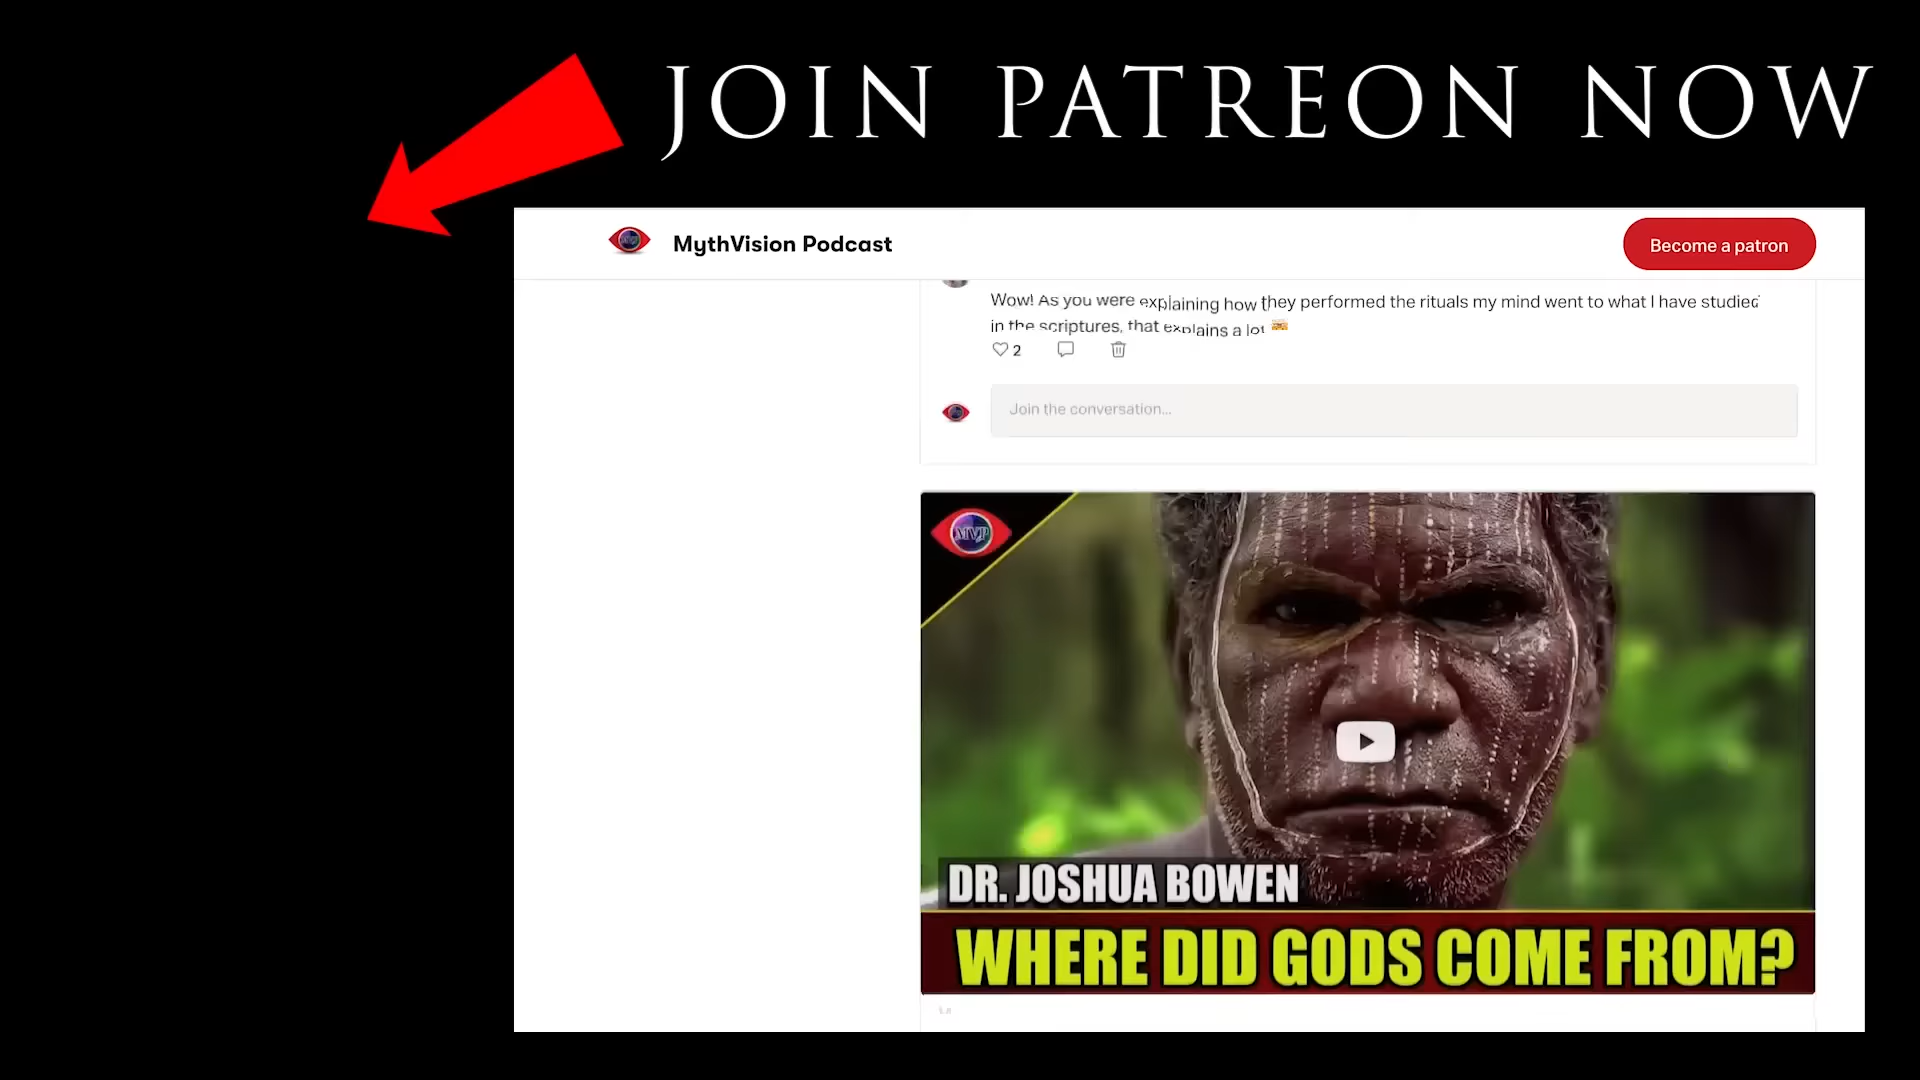 JOIN PATREON NOW
MythVision Podcast
Become a patron
Wow! As you were explaining how they performed the rituals my mind went to what I have studied
in the scriptures, that explains a lot
2
Join the conversation...
MVP
DR. JOSHUA BOWEN
WHERE DID GODS COME FROM?